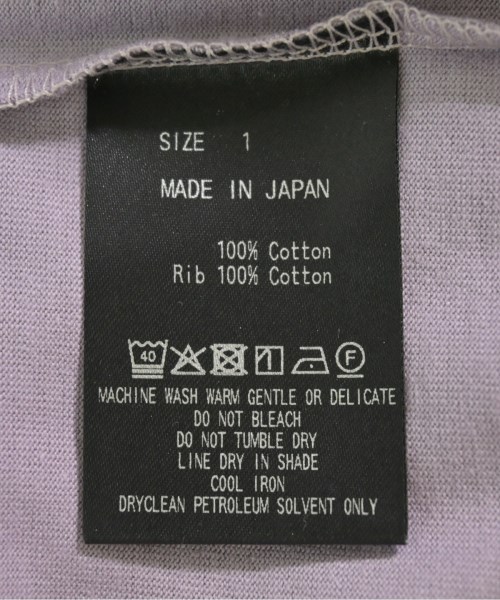 SIZE 1
MADE IN JAPAN
100% Cotton
Rib 100% Cotton
40 F
MACHINE WASH WARM GENTLE OR DELICATE
DO NOT BLEACH
DO NOT TUMBLE DRY
LINE DRY IN SHADE
COOL IRON
DRYCLEAN PETROLEUM SOLVENT ONLY